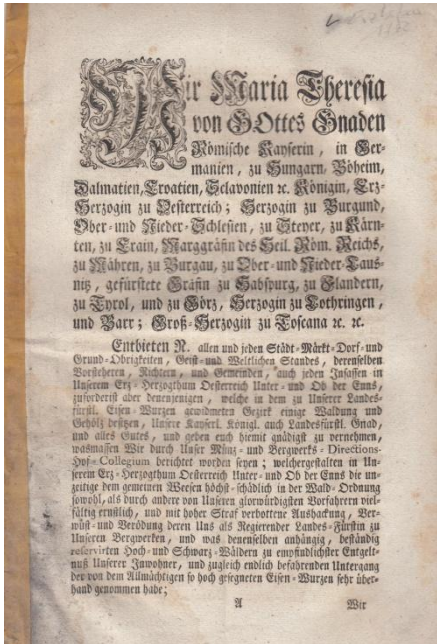 Wir Maria Theresia
von GOttes Gnaden
Römische Kayserin, in Ger-
manien, zu Hungarn, Böheim,
Dalmatien, Croatien, Sclavonien ꝛc. Königin, Erz-
Herzogin zu Oesterreich; Herzogin zu Burgund,
Ober- und Nieder-Schlesien, zu Steyer, zu Kärn-
ten, zu Crain, Marggräfin des Heil. Röm. Reichs,
zu Mähren, zu Burgau, zu Ober- und Nieder-Laus-
nitz, gefürstete Gräfin zu Habspurg, zu Flandern,
zu Tyrol, und zu Görz, Herzogin zu Lothringen,
und Barr; Groß-Herzogin zu Toscana ꝛc. ꝛc.
Entbieten N. allen und jeden Städt-Märkt-Dorf- und
Grund-Obrigkeiten, Geist- und Weltlichen Standes, derenselben
Vorsteheren, Richtern, und Gemeinden, auch jeden Insassen in
Unserem Erz-Herzogthum Oesterreich Unter- und Ob der Enns,
zuforderist aber denenjenigen, welche in dem zu Unserer Landes-
fürstl. Eisen-Wurzen gewidmeten Gezirk einige Waldung und
Gehölz besitzen, Unsere Kayserl. Königl. auch Landesfürstl. Gnad,
und alles Gutes, und geben euch hiemit gnädigst zu vernehmen,
wasmassen Wir durch Unser Münz- und Bergwerks-Directions-
Hof-Collegium berichtet worden seyen; welchergestalten in Un-
serem Erz-Herzogthum Oesterreich Unter- und Ob der Enns die un-
zeitige dem gemeinen Weesen höchst-schädlich in der Wald-Ordnung
sowohl, als durch andere von Unseren glorwürdigsten Vorfahrern viel-
fältig ernstlich, und mit hoher Straf verbottene Aushackung, Ver-
wüst- und Verödung deren Uns als Regierender Landes-Fürstin zu
Unseren Bergwerken, und was denenselben anhängig, beständig
reservirten Hoch- und Schwarz-Wäldern zu empfindlichster Entgelt-
nuß Unserer Inwohner, und zugleich endlich befahrenden Untergang
der von dem Allmächtigen so hoch gesegneten Eisen-Wurzen sehr über-
hand genommen habe;
A Wir